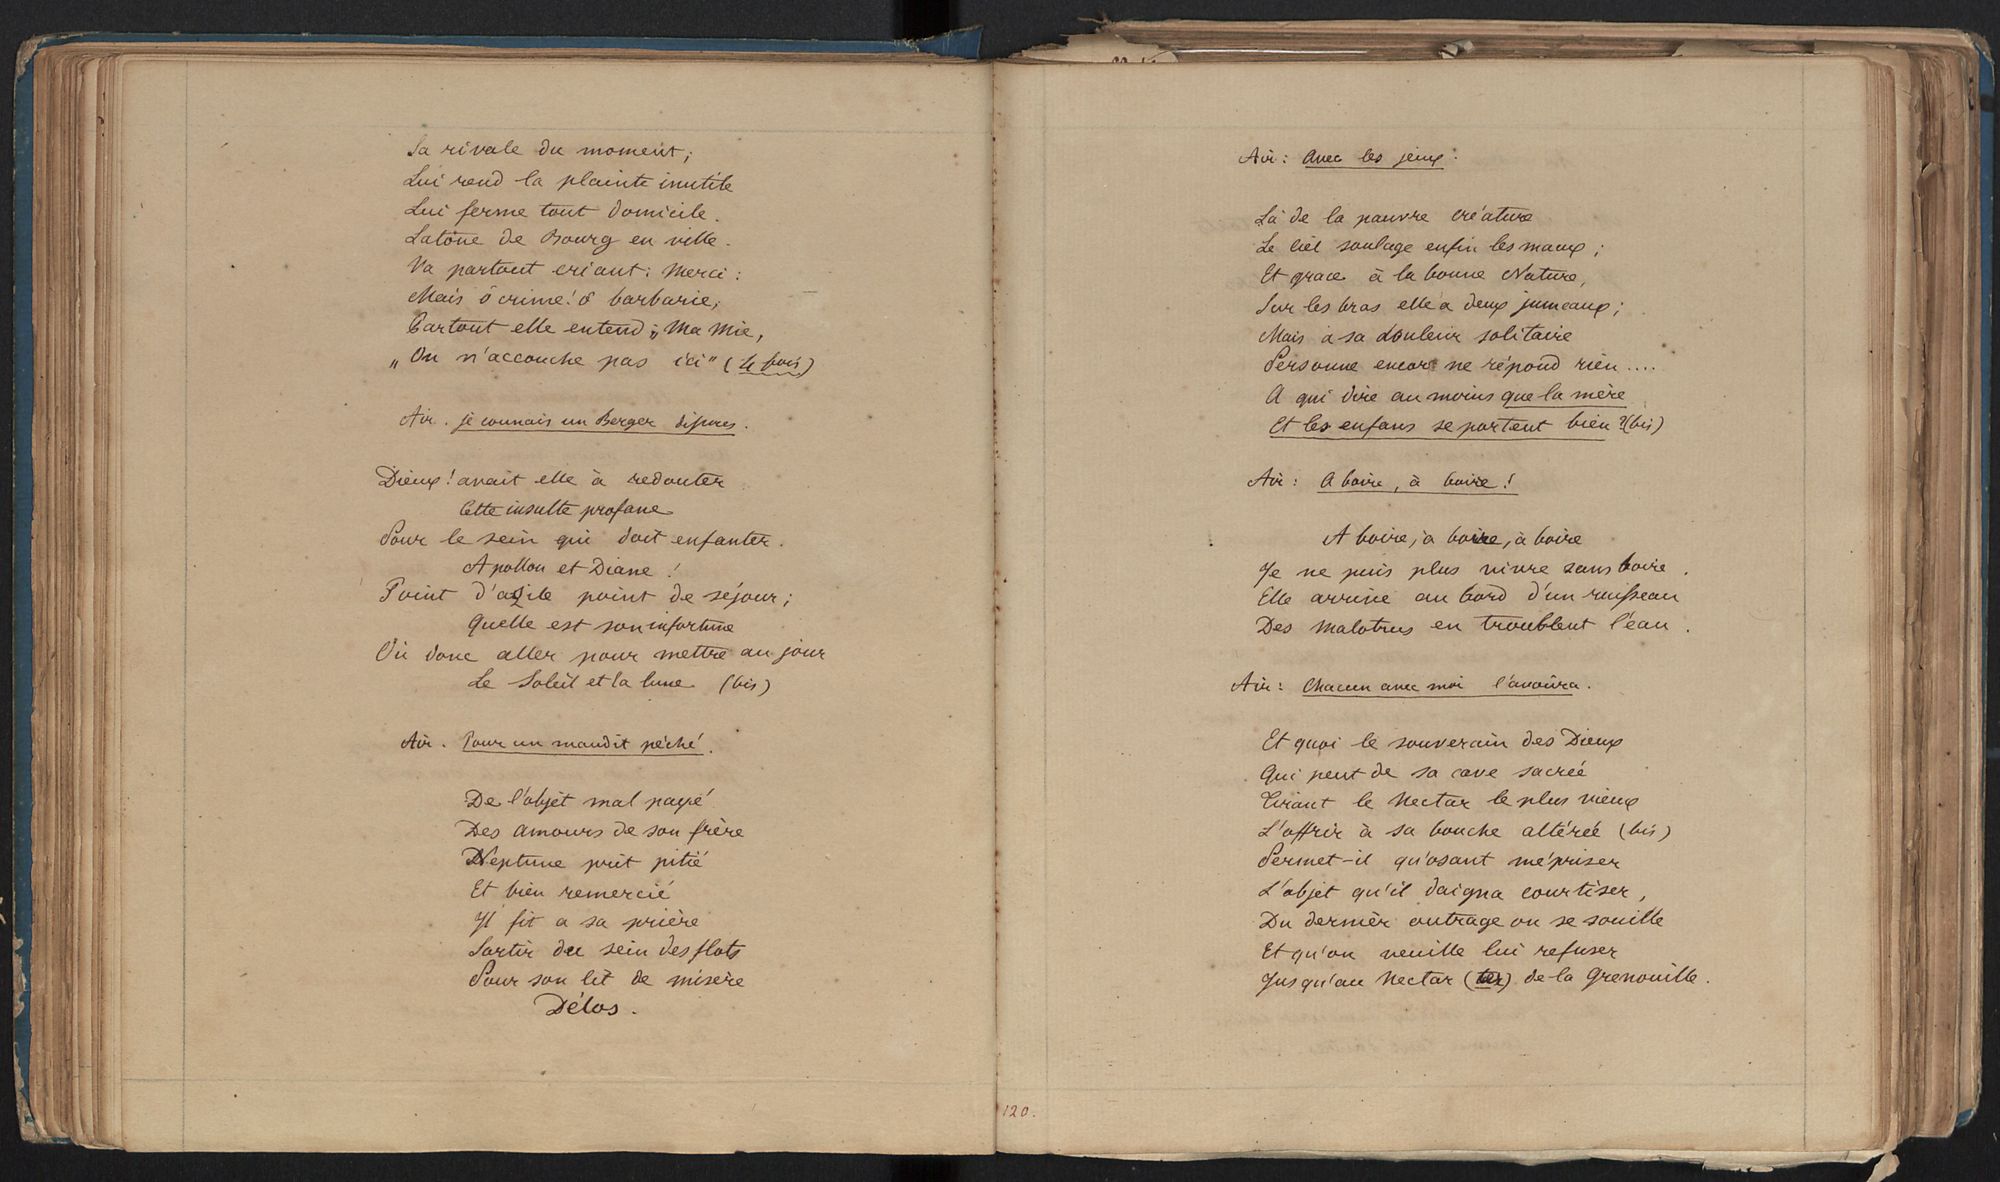 Sa rivale du moment;
Lui rend la plainte inutile
Lui ferme tout domicile.
Latône de Bourg en ville.
Va partout criant: Merci:
Mais ô crime! ô barbarie;
Partout elle entend; „ Ma Mie,
„ On n'accouche pas ici" (4 fois)
Air. je connais un Berger
Dieux! avait elle à redouter
Cette insulte profane
Pour le sein qui doit enfanter.
Apollon et Diane!
Point d'asile point de séjour;
Quelle est son infortune
Où donc aller pour mettre au jour
Le Soleil et la lune (bis)
Air. Pour un maudit péché.
De l'objet mal payé
Des amours de son frère
Neptune prit pitié
Et bien remercié
Il fit a sa prière
Sortir du sein des flots
Pour son lit de misère
Délos.
120.
Air: Avec les jeux.
Là de la pauvre créature
Le ciel soulage enfin les maux;
Et grace à la bonne Nature,
Sur les bras elle a deux jumeaux;
Mais à sa douleur solitaire
Personne encor ne répond rien....
A qui dire au moins que la mère
Et les enfans se portent bien? (bis)
Air: A boire, à boire!
A boire, à boire, à boire
Je ne puis plus vivre sans boire.
Elle arrive au bord d'un ruisseau
Des malotrus en troublent l'eau.
Air: Chacun avec moi l'avoûra.
Et quoi le souverain des Dieux
Qui peut de sa cave sacrée
Tirant le Nectar le plus vieux
L'offrir à sa bouche altérée (bis)
Permet-il qu'osant mépriser
L'objet qu'il daigna courtiser,
Du dernier outrage on se souille
Et qu'on veuille lui refuser
Jusqu'au Nectar (ter) de la Grenouille.